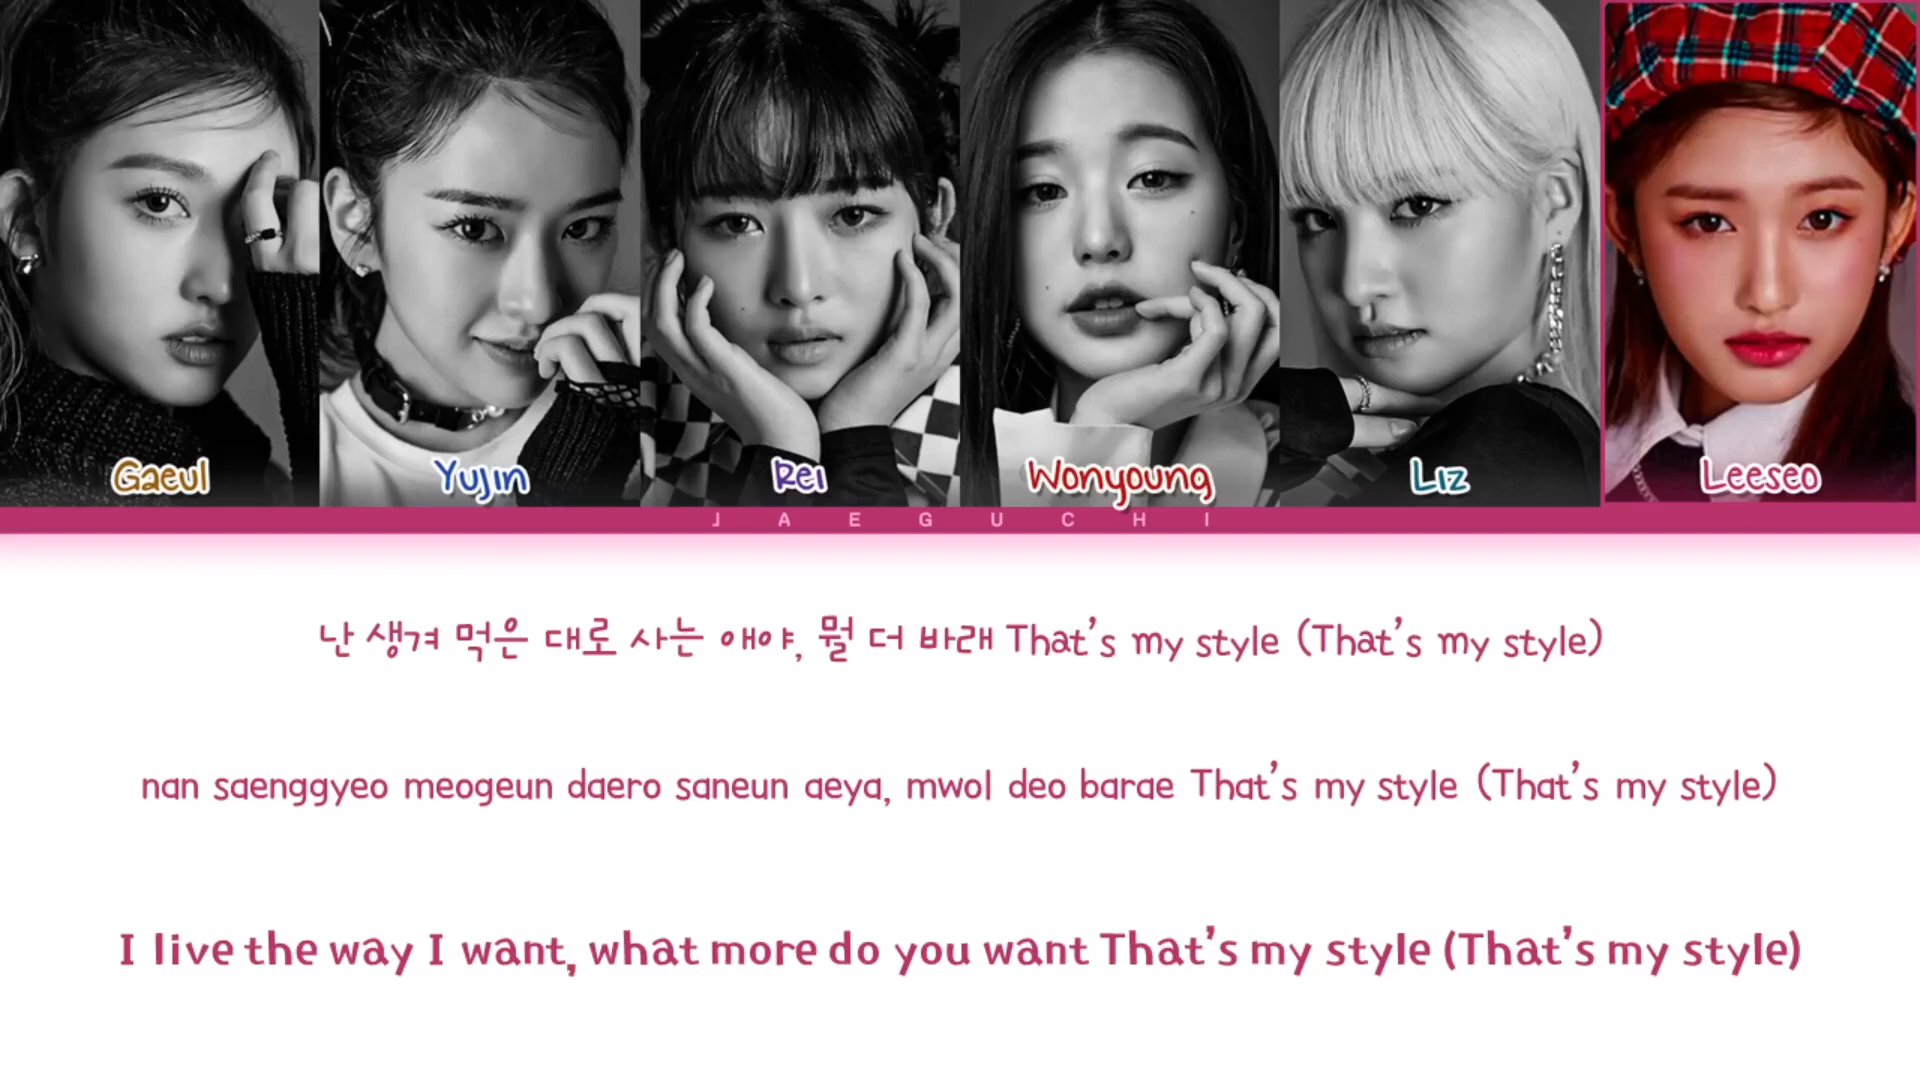 Gaeul Yujin Rei Wonyoung Liz Leeseo
JAEGUCHI
난 생겨 먹은 대로 사는 애야, 뭘 더 바래 That's my style (That's my style)
nan saenggyeo meogeun daero saneun aeya, mwol deo barae That's my style (That's my style)
I live the way I want, what more do you want That's my style (That's my style)